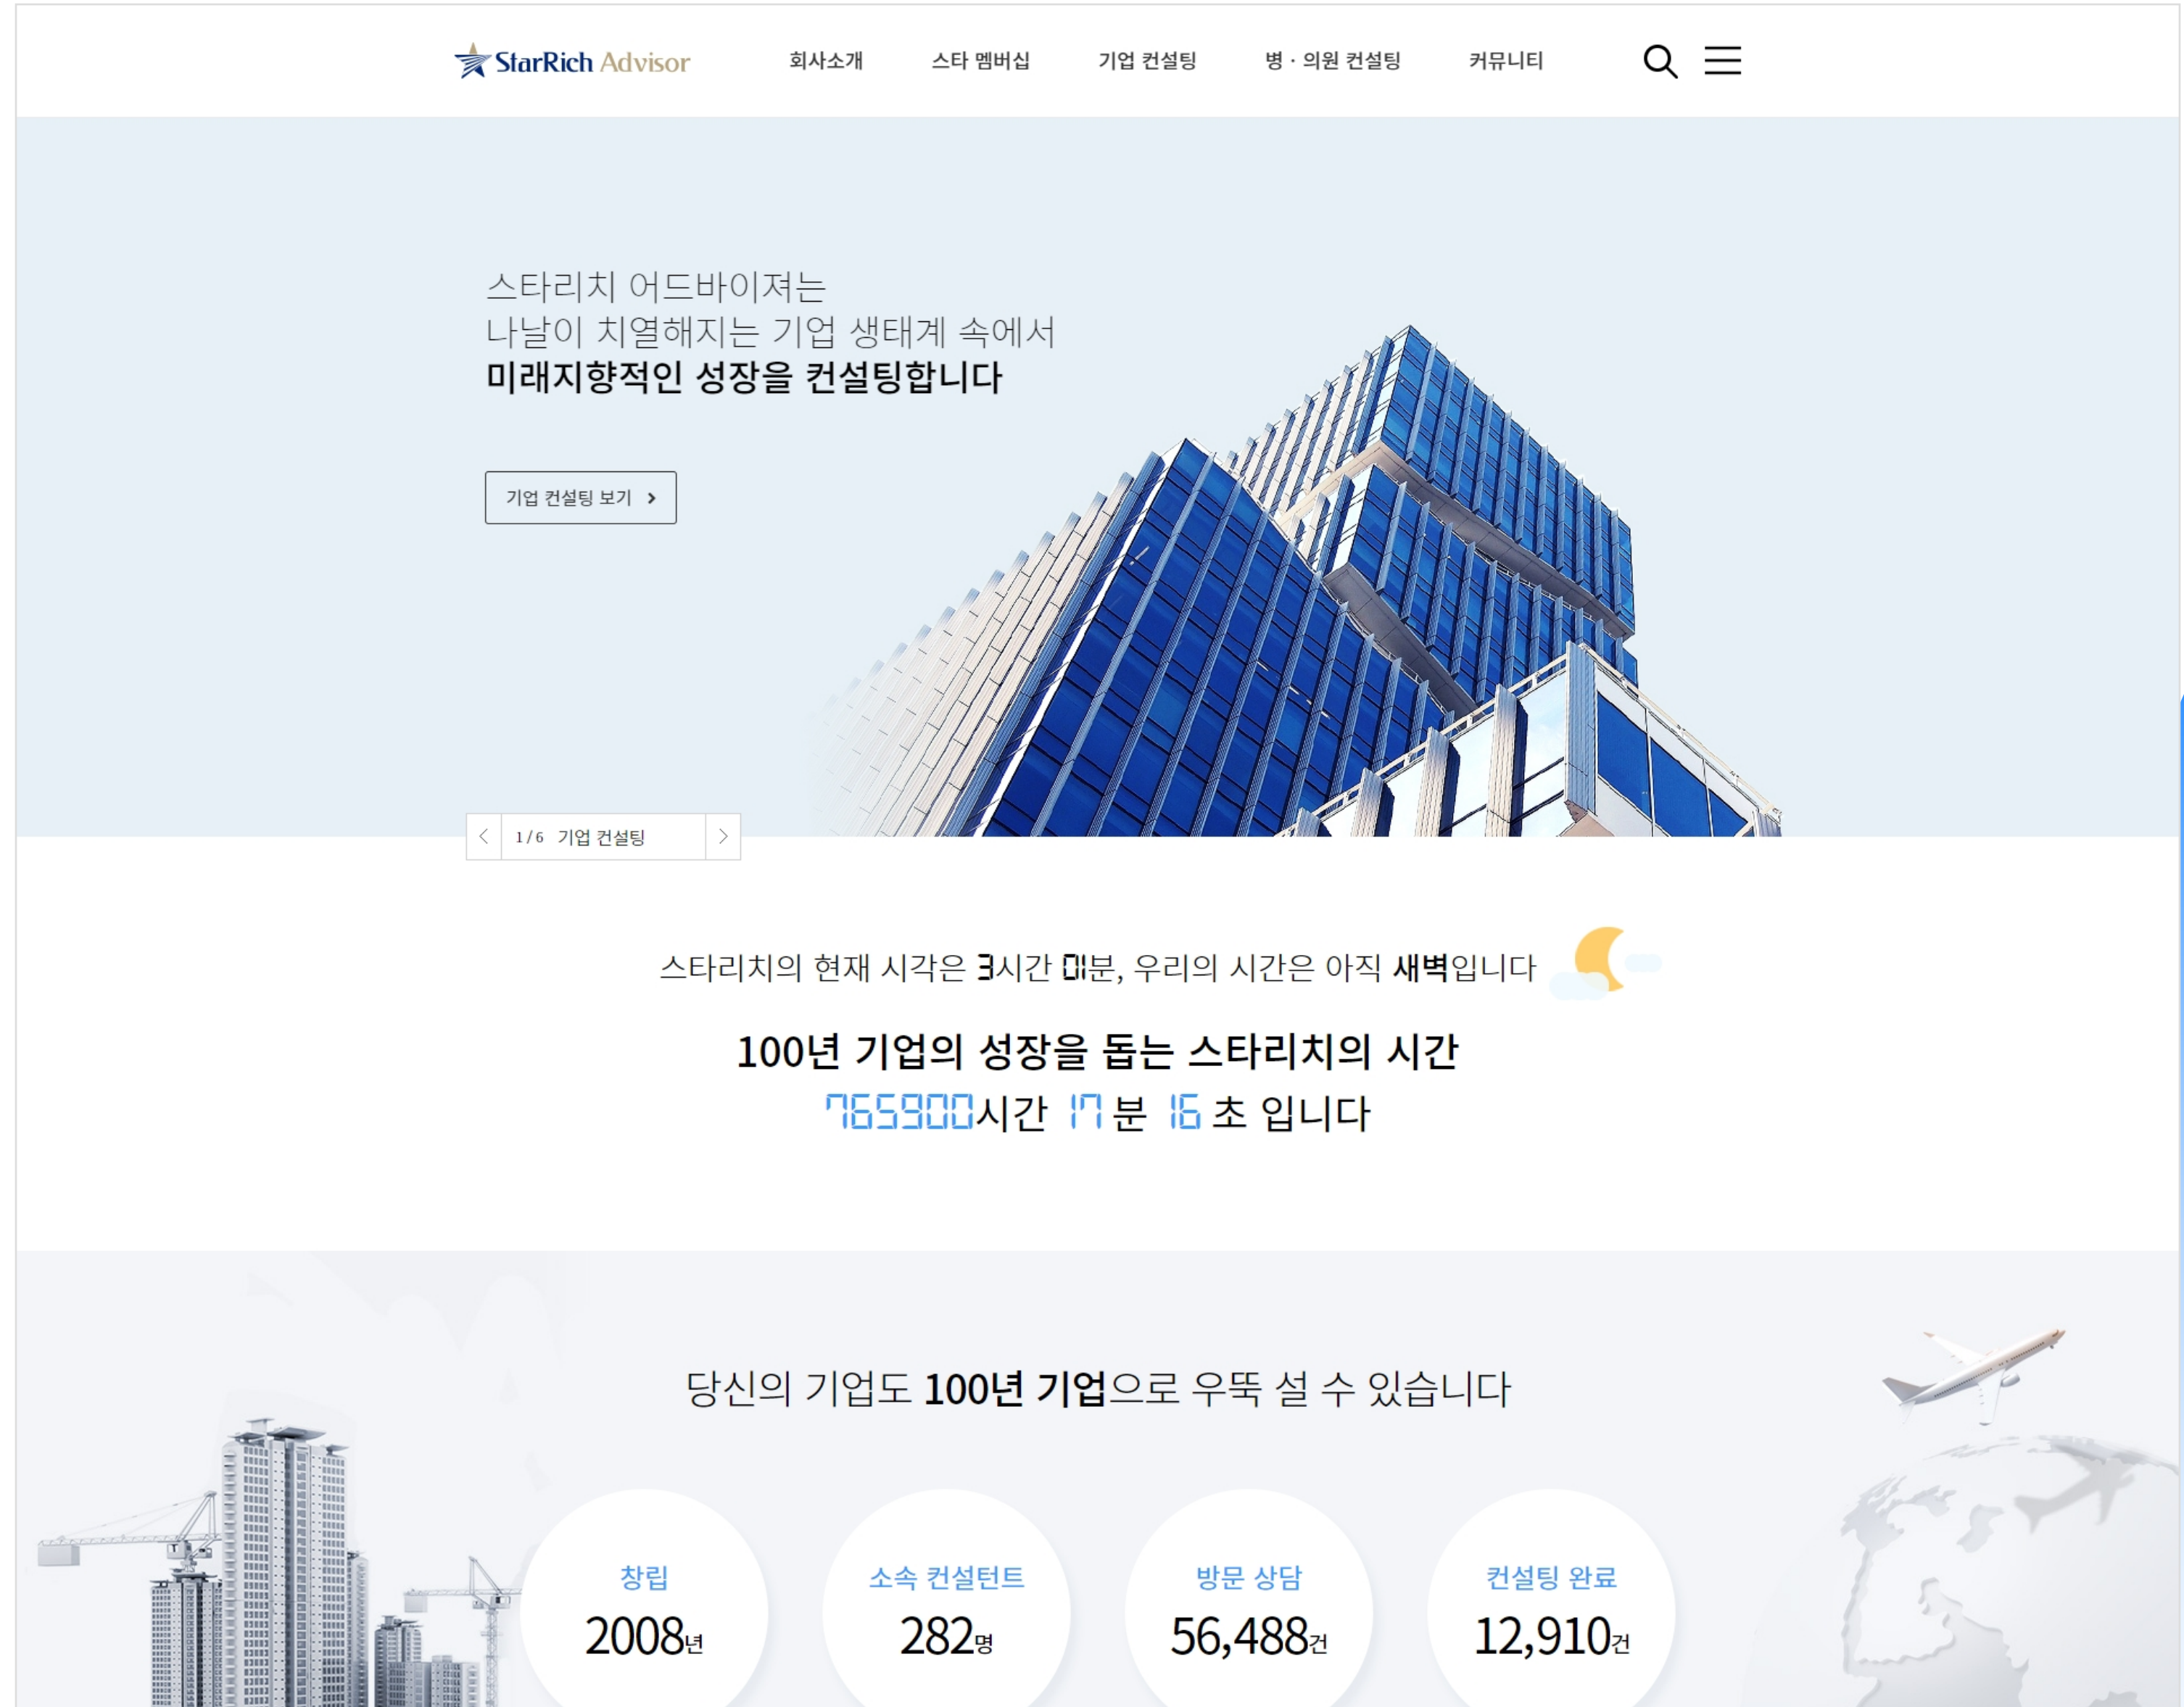 StarRich Advisor
회사소개
스타 멤버십
기업 컨설팅
병 · 의원 컨설팅
커뮤니티
스타리치 어드바이져는
나날이 치열해지는 기업 생태계 속에서
미래지향적인 성장을 컨설팅합니다
기업 컨설팅 보기
1 / 6 기업 컨설팅
스타리치의 현재 시각은 3시간 01분, 우리의 시간은 아직 새벽입니다
100년 기업의 성장을 돕는 스타리치의 시간
765900시간 17 분 16 초 입니다
당신의 기업도 100년 기업으로 우뚝 설 수 있습니다
창립
2008년
소속 컨설턴트
282명
방문 상담
56,488건
컨설팅 완료
12,910건